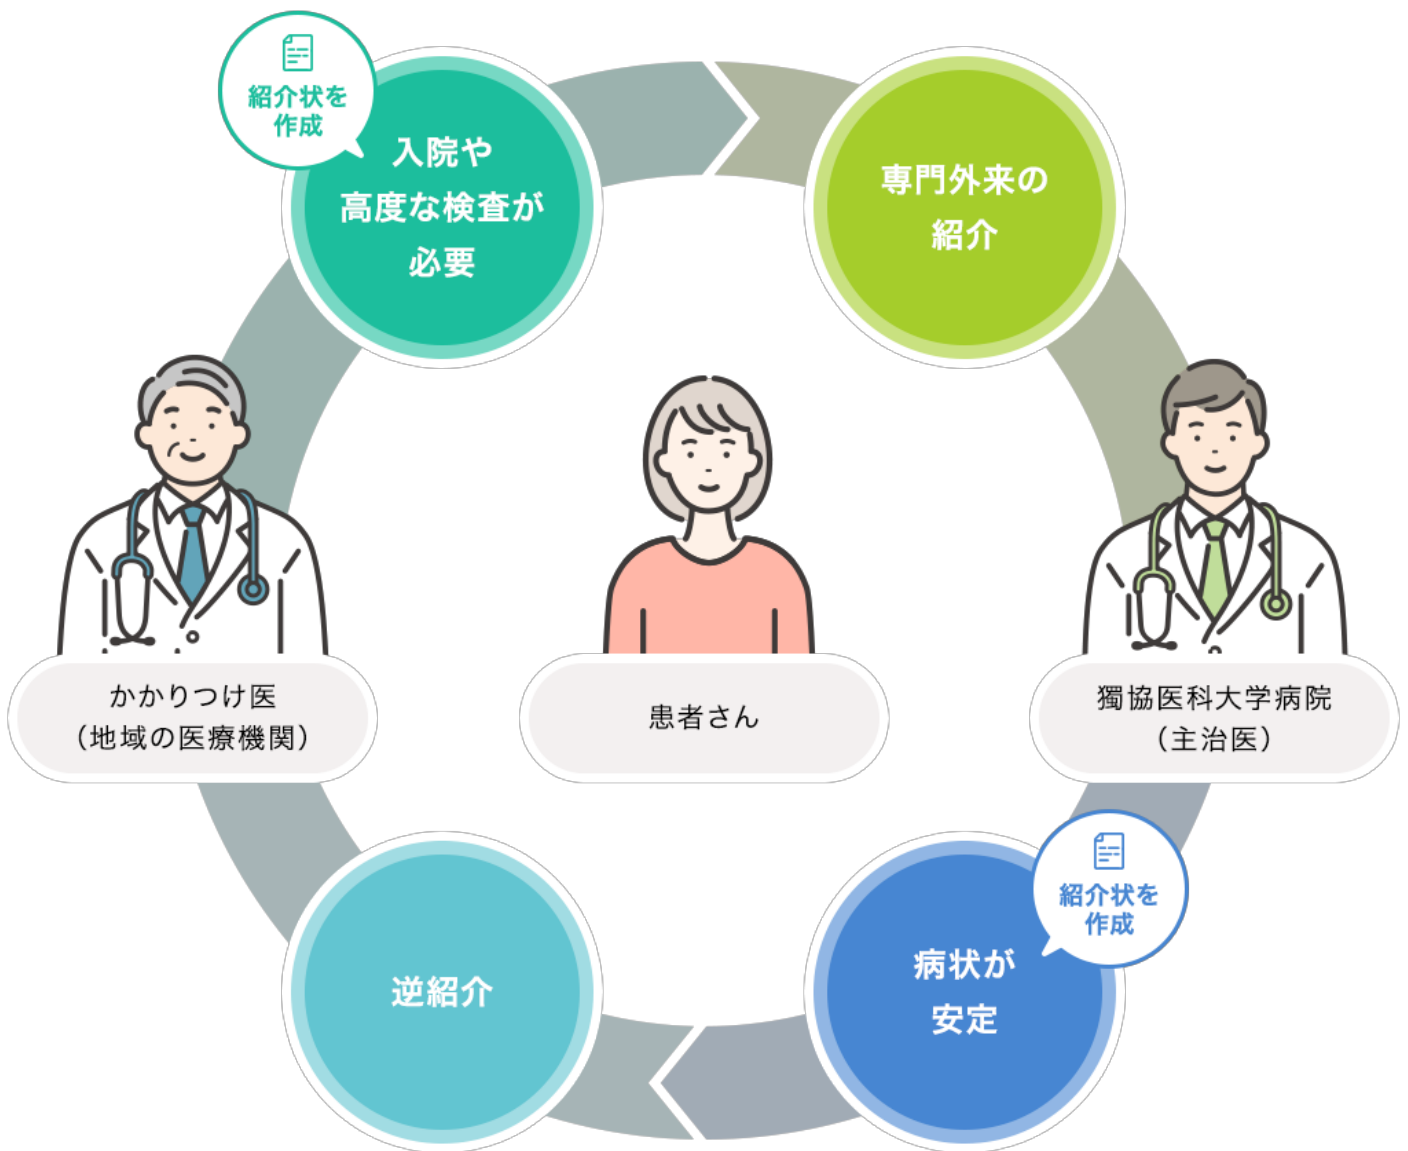 紹介状を
作成
入院や
高度な検査が
必要
専門外来の
紹介
かかりつけ医
（地域の医療機関）
患者さん
獨協医科大学病院
（主治医）
紹介状を
作成
病状が
安定
逆紹介